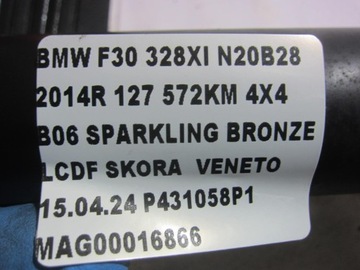 BMW F30 328XI N20B28
2014R 127 572KM 4X4
B06 SPARKLING BRONZE
LCDF SKORA VENETO
15.04.24 P431058P1
MAG00016866